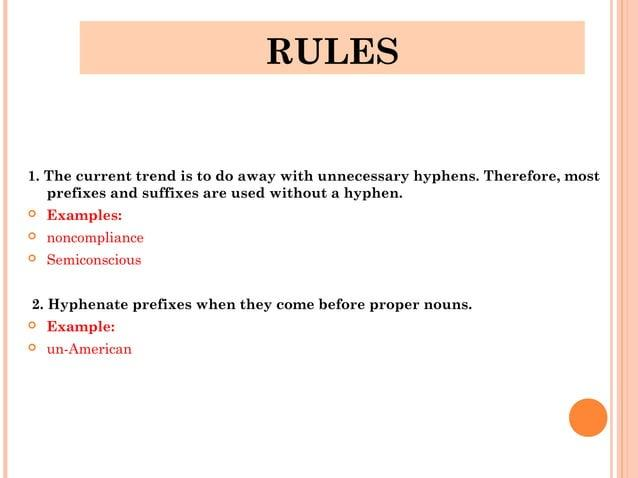 RULES
1. The current trend is to do away with unnecessary hyphens. Therefore, most
prefixes and suffixes are used without a hyphen.
Examples:
noncompliance
Semiconscious
2. Hyphenate prefixes when they come before proper nouns.
Example:
un-American